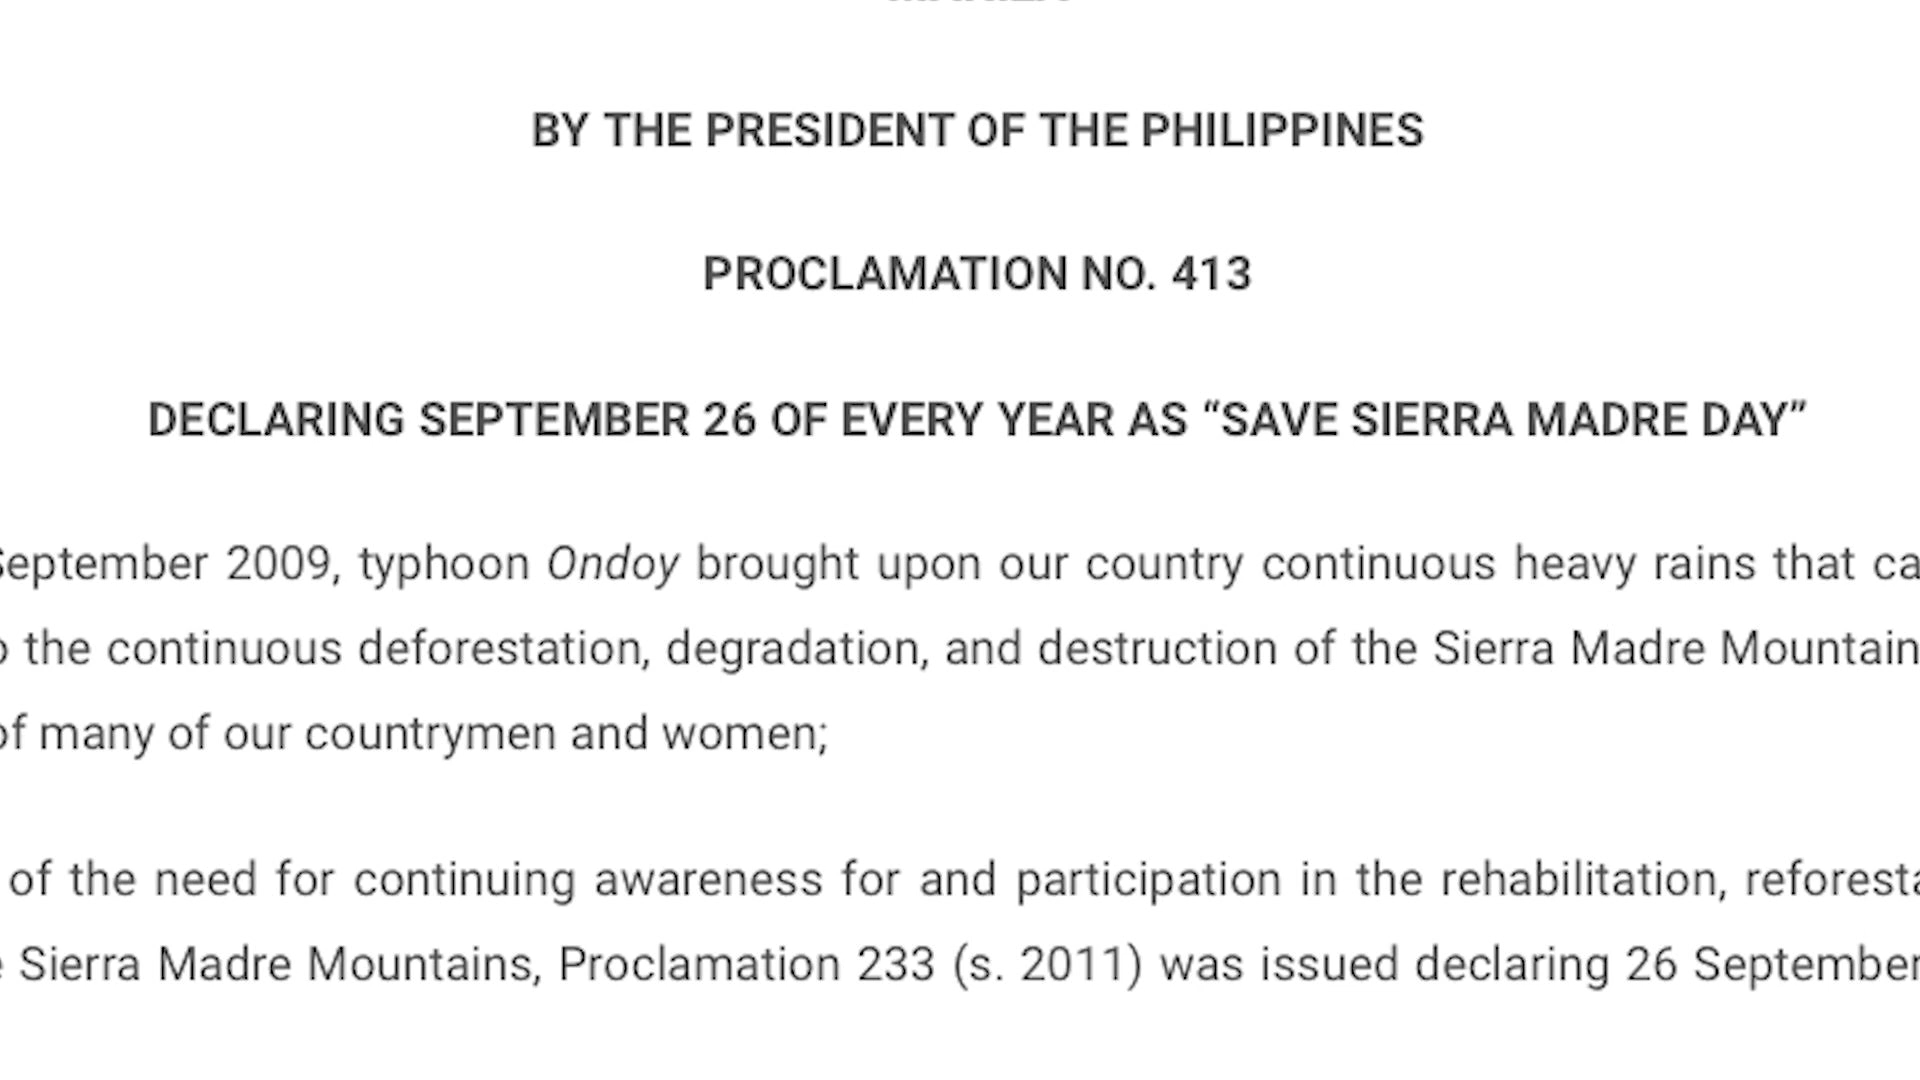 BY THE PRESIDENT OF THE PHILIPPINES
PROCLAMATION NO. 413
DECLARING SEPTEMBER 26 OF EVERY YEAR AS “SAVE SIERRA MADRE DAY”
September 2009, typhoon Ondoy brought upon our country continuous heavy rains that ca
the continuous deforestation, degradation, and destruction of the Sierra Madre Mountain
of many of our countrymen and women;
of the need for continuing awareness for and participation in the rehabilitation, reforesta
Sierra Madre Mountains, Proclamation 233 (s. 2011) was issued declaring 26 September